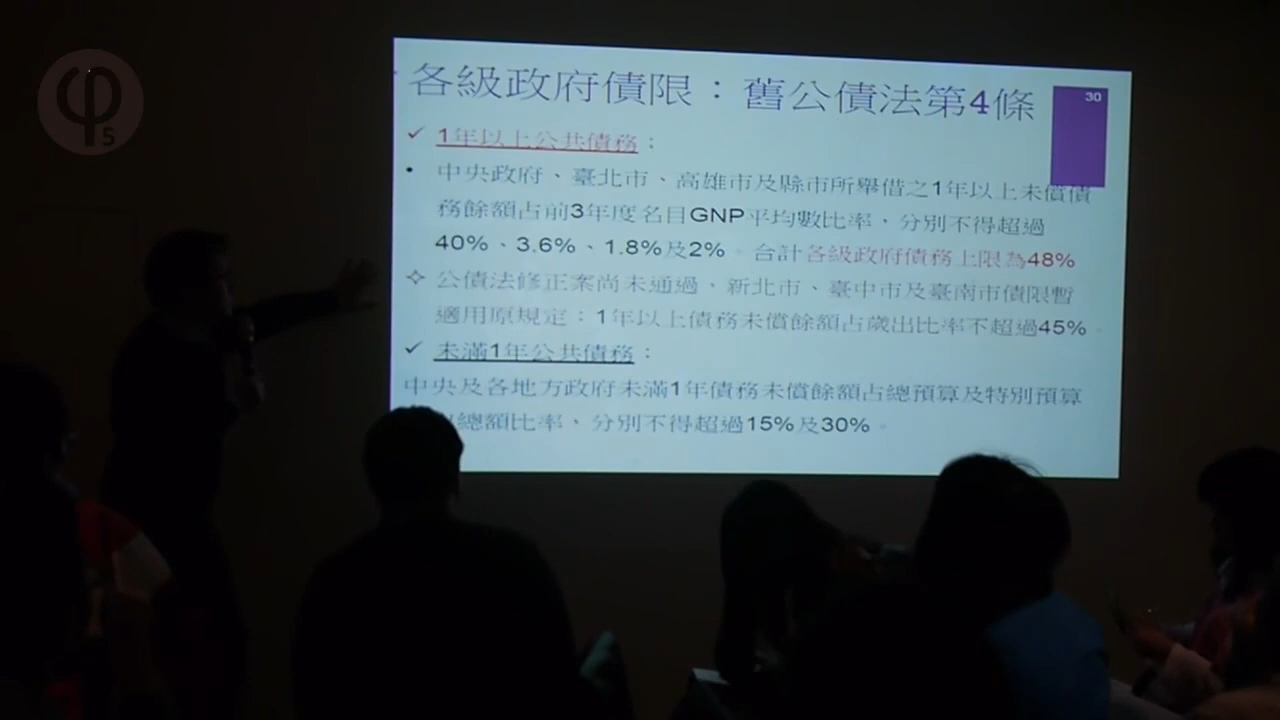 φ5
各級政府債限：舊公債法第4條
30
✓ 1年以上公共債務：
• 中央政府、臺北市、高雄市及縣市所舉借之1年以上未償債
務餘額占前3年度名目GNP平均數比率，分別不得超過
40%、3.6%、1.8%及2%。合計各級政府債務上限為48%
✧ 公債法修正案尚未通過，新北市、臺中市及臺南市債限暫
適用原規定：1年以上債務未償餘額占歲出比率不超過45%。
✓ 未滿1年公共債務：
中央及各地方政府未滿1年債務未償餘額占總預算及特別預算
總額比率，分別不得超過15%及30%。